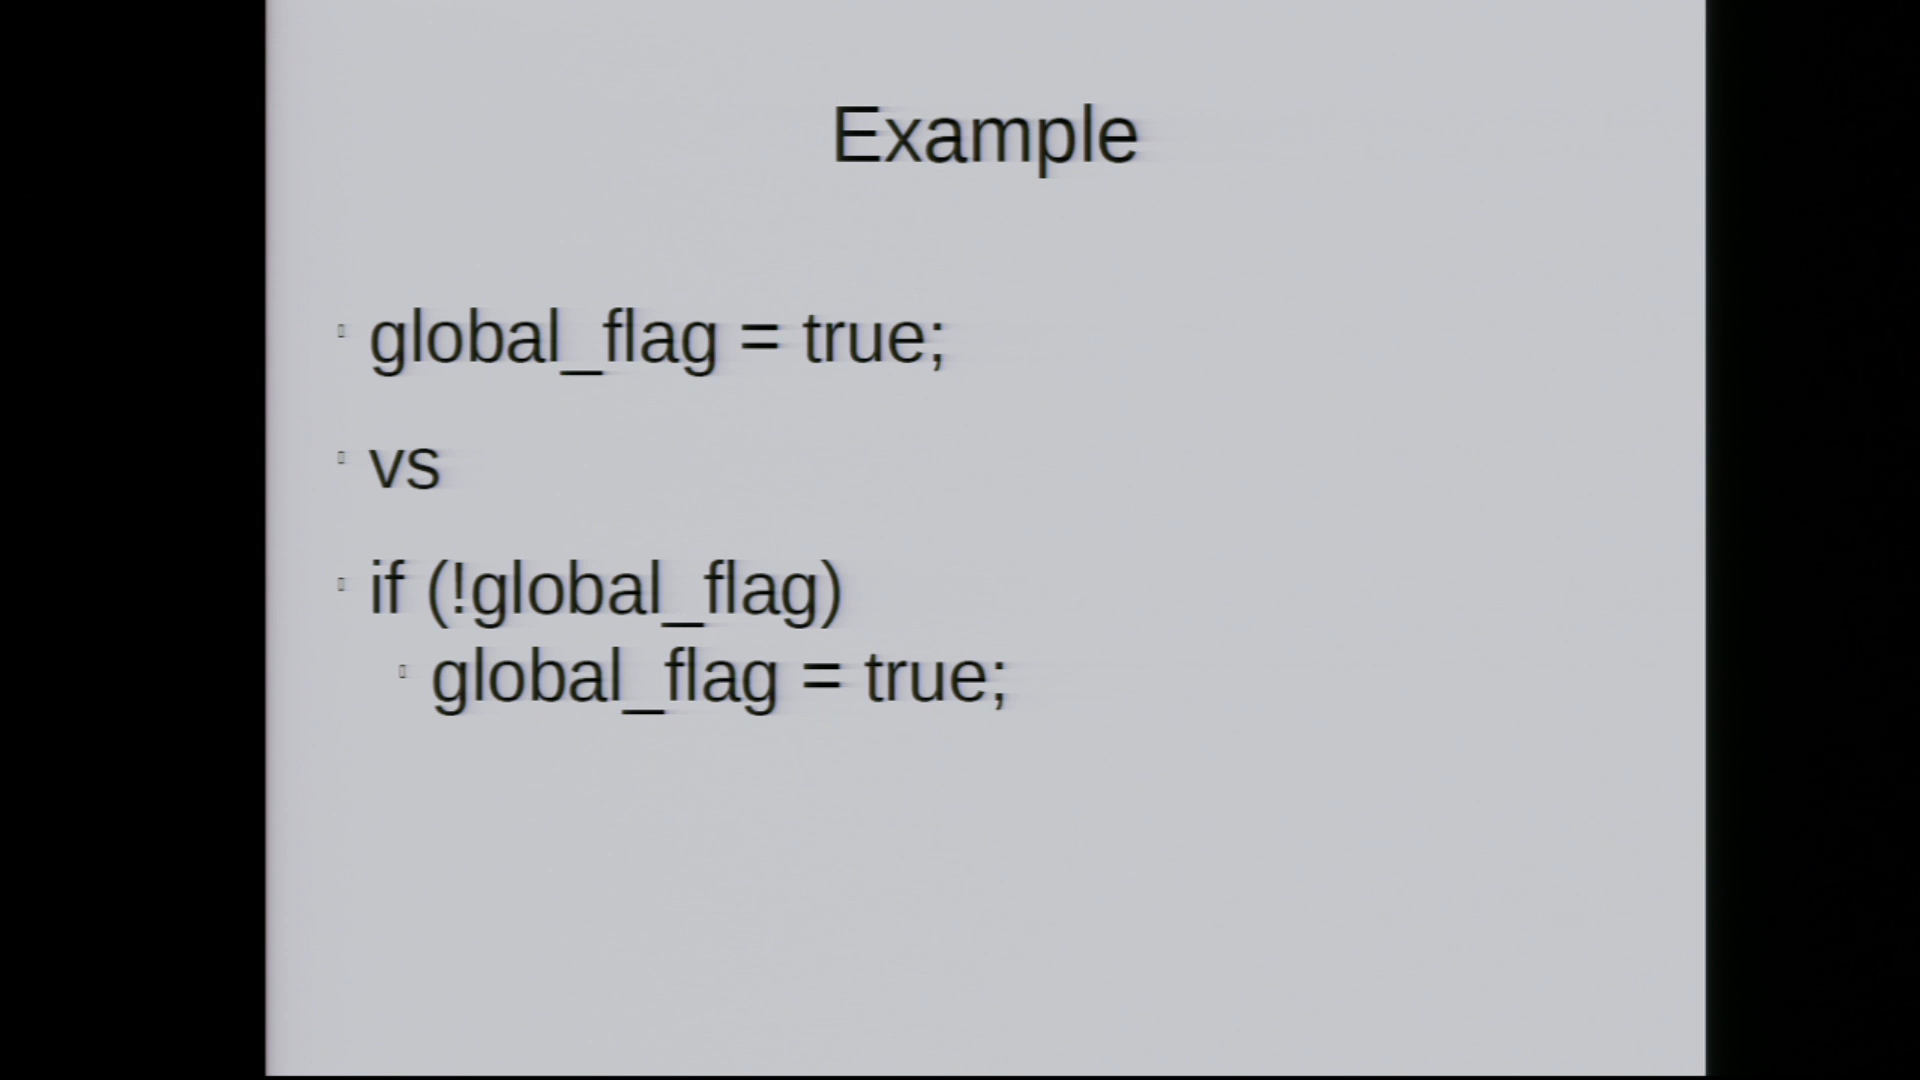 Example
global_flag = true;
vs
if (!global_flag)
global_flag = true;